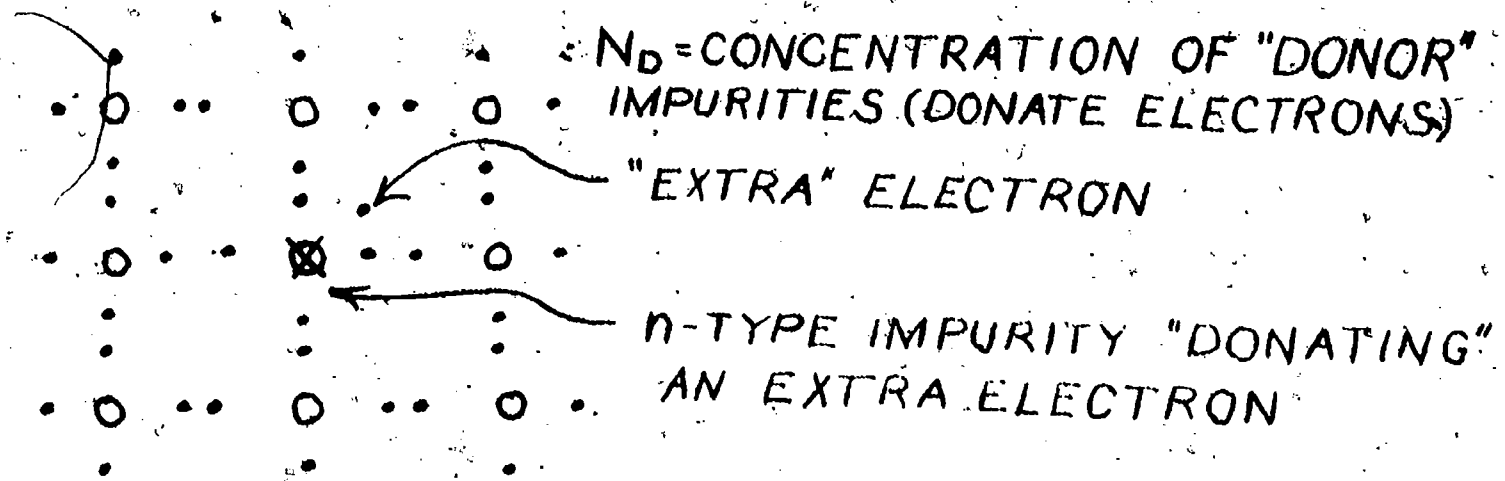 N_D = CONCENTRATION OF "DONOR"
IMPURITIES (DONATE ELECTRONS)
"EXTRA" ELECTRON
n-TYPE IMPURITY "DONATING"
AN EXTRA ELECTRON